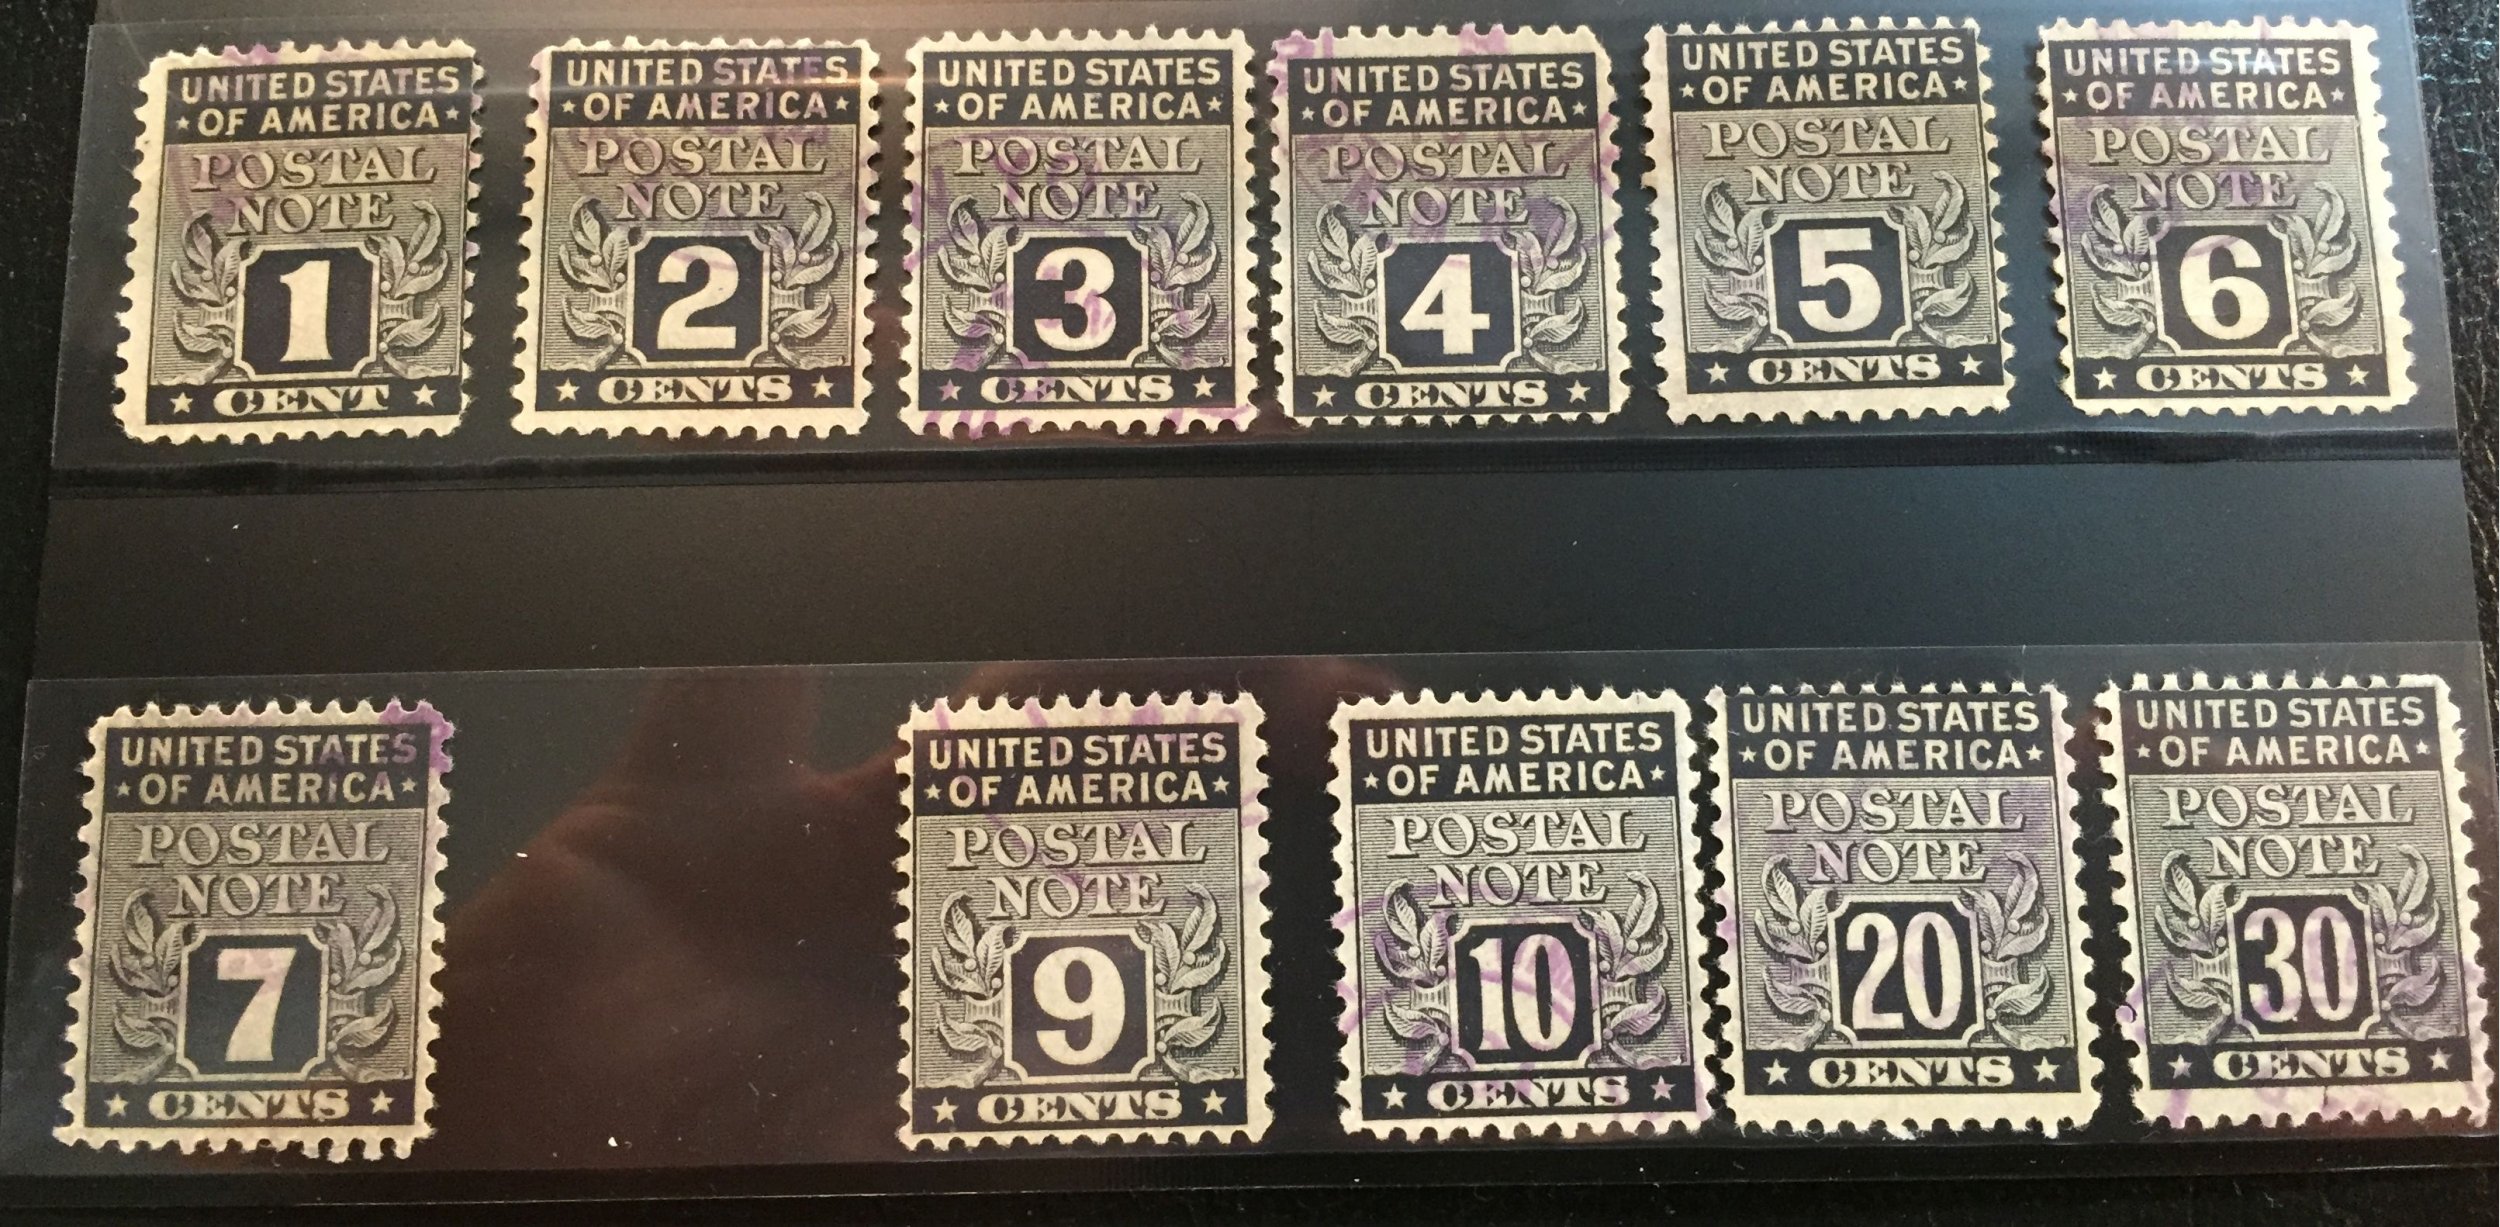 UNITED STATES
★ OF AMERICA ★
POSTAL
NOTE
1
★ CENT ★
UNITED STATES
★ OF AMERICA ★
POSTAL
NOTE
2
★ CENTS ★
UNITED STATES
★ OF AMERICA ★
POSTAL
NOTE
3
★ CENTS ★
UNITED STATES
★ OF AMERICA ★
POSTAL
NOTE
4
★ CENTS ★
UNITED STATES
★ OF AMERICA ★
POSTAL
NOTE
5
★ CENTS ★
UNITED STATES
★ OF AMERICA ★
POSTAL
NOTE
6
★ CENTS ★
UNITED STATES
★ OF AMERICA ★
POSTAL
NOTE
7
★ CENTS ★
UNITED STATES
★ OF AMERICA ★
POSTAL
NOTE
9
★ CENTS ★
UNITED STATES
★ OF AMERICA ★
POSTAL
NOTE
10
★ CENTS ★
UNITED STATES
★ OF AMERICA ★
POSTAL
NOTE
20
★ CENTS ★
UNITED STATES
★ OF AMERICA ★
POSTAL
NOTE
30
★ CENTS ★